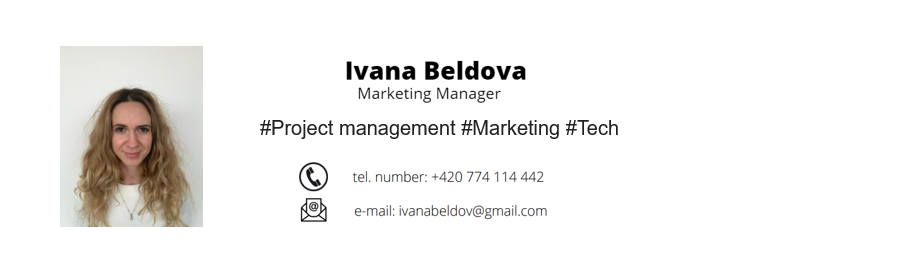 Ivana Beldova
Marketing Manager
#Project management #Marketing #Tech
tel. number: +420 774 114 442
e-mail: ivanabeldov@gmail.com